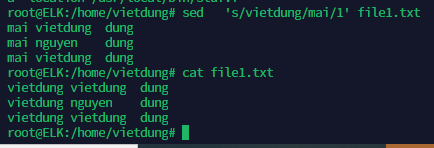 root@ELK:/home/vietdung# sed   's/vietdung/mai/1' file1.txt
mai vietdung  dung
mai nguyen    dung
mai vietdung  dung
root@ELK:/home/vietdung# cat file1.txt
vietdung vietdung  dung
vietdung nguyen    dung
vietdung vietdung  dung
root@ELK:/home/vietdung#